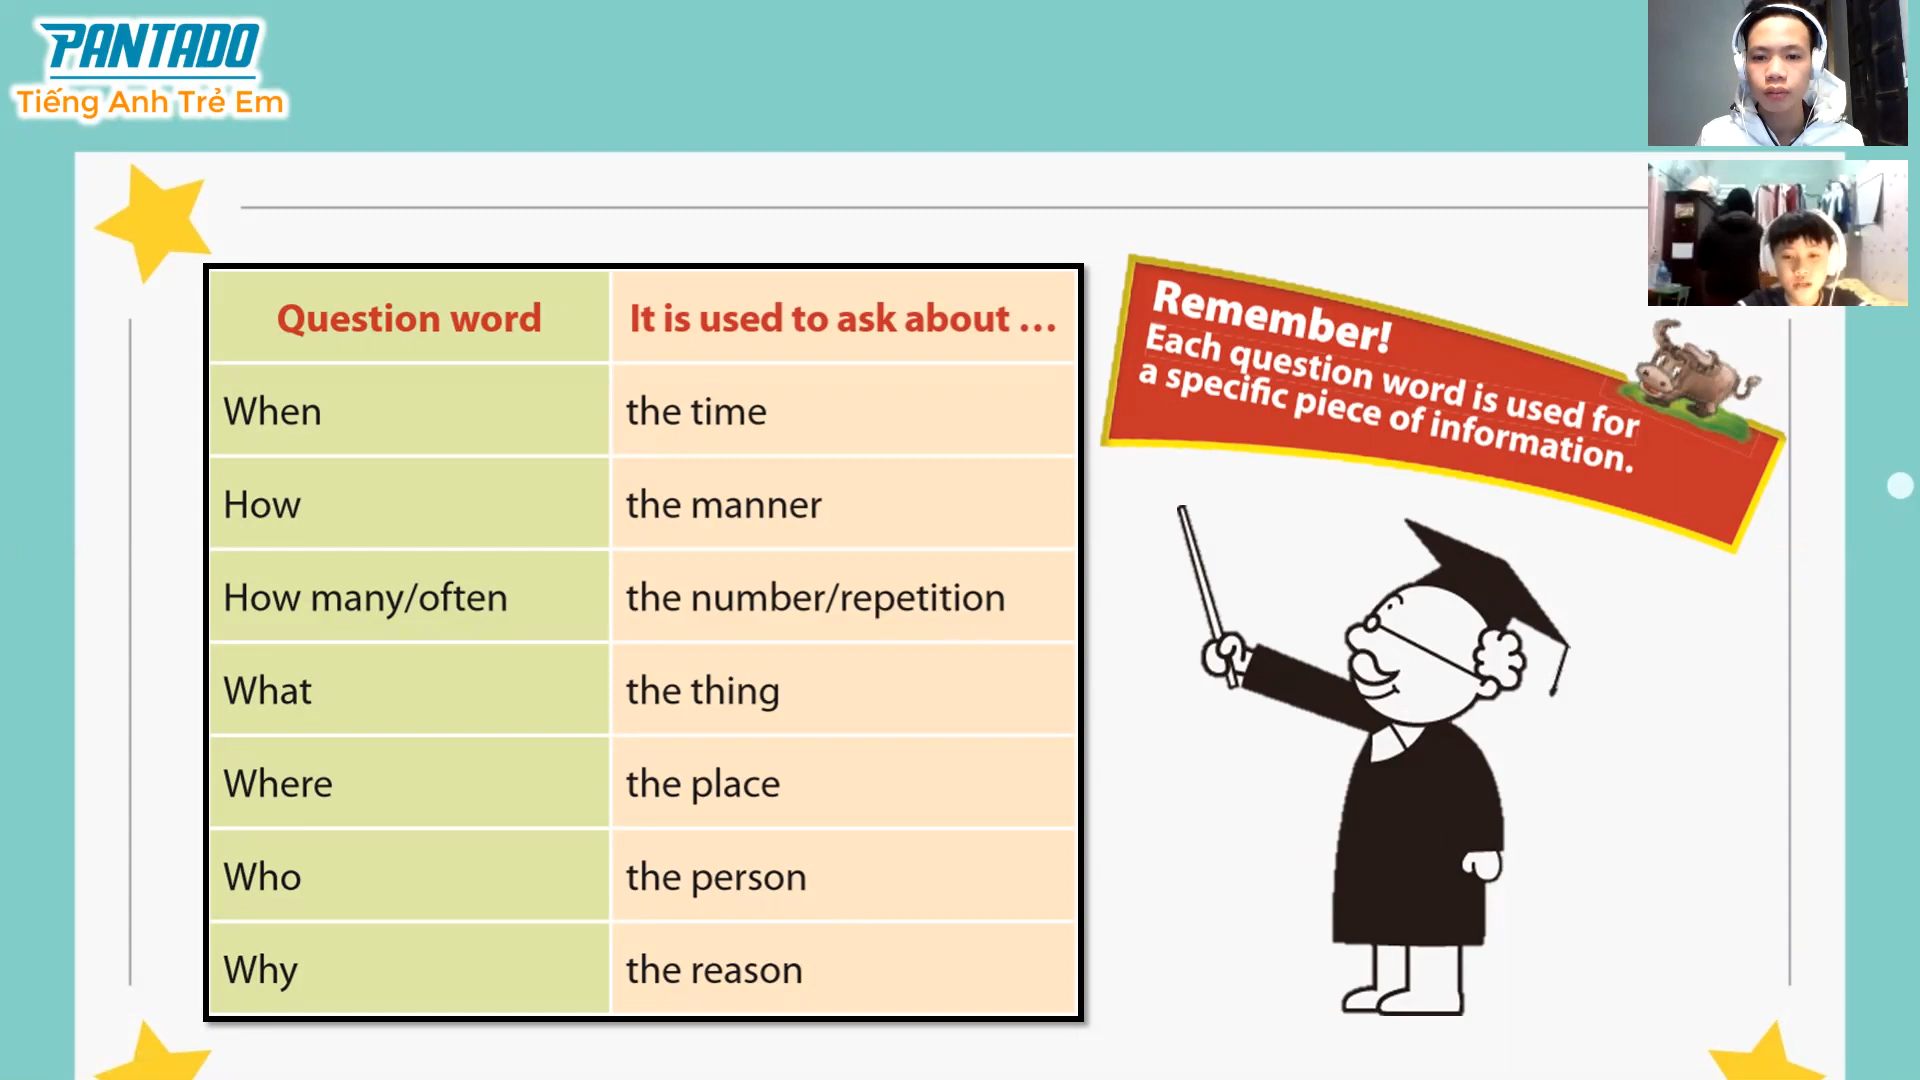 PANTADO
Tiếng Anh Trẻ Em
Question word It is used to ask about ...
When the time
How the manner
How many/often the number/repetition
What the thing
Where the place
Who the person
Why the reason
Remember!
Each question word is used for
a specific piece of information.